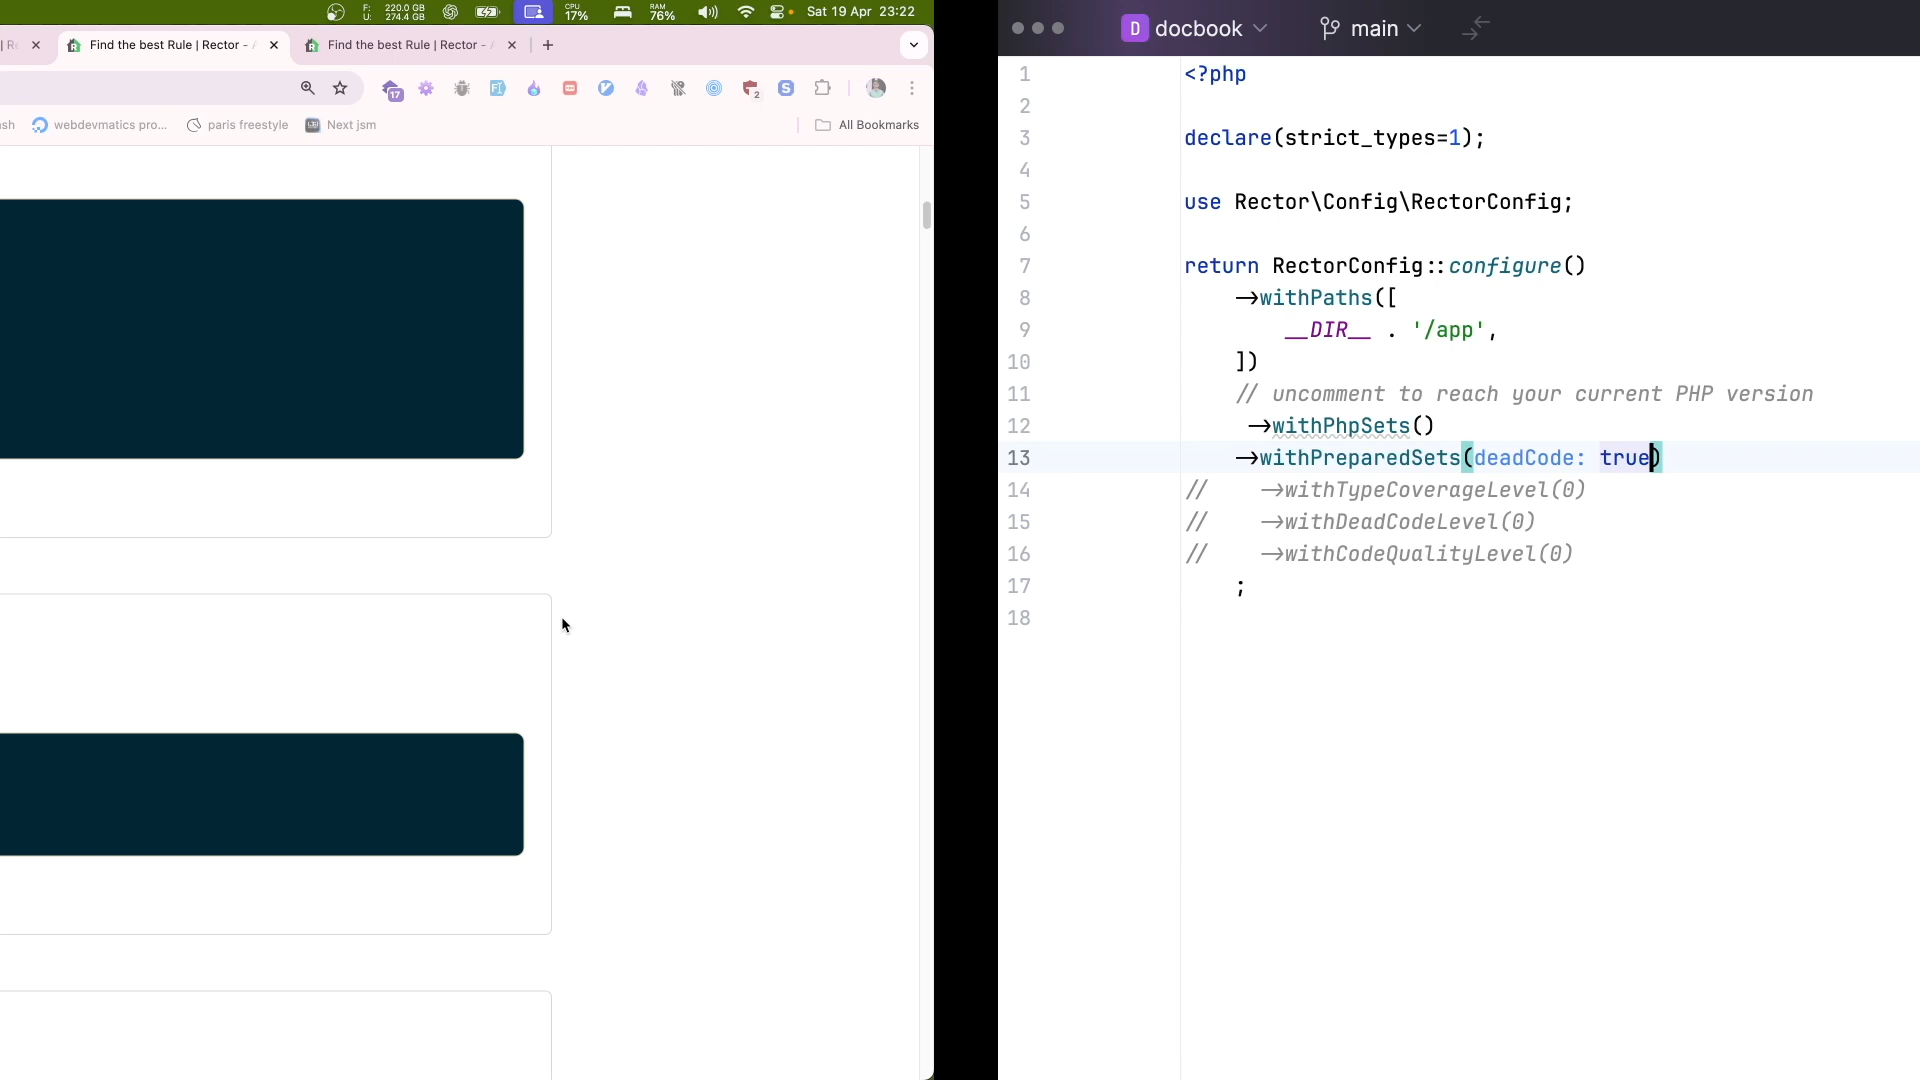 F: 220.0 GB
U: 274.4 GB
CPU
17%
RAM
76%
Sat 19 Apr 23:22
Find the best Rule | Rector -
Find the best Rule | Rector -
17
2
S
webdevmatics pro...
paris freestyle
Next jsm
All Bookmarks
D docbook
main
1 <?php
2
3 declare(strict_types=1);
4
5 use Rector\Config\RectorConfig;
6
7 return RectorConfig::configure()
8 ->withPaths([
9 __DIR__ . '/app',
10 ])
11 // uncomment to reach your current PHP version
12 ->withPhpSets()
13 ->withPreparedSets(deadCode: true)
14 // ->withTypeCoverageLevel(0)
15 // ->withDeadCodeLevel(0)
16 // ->withCodeQualityLevel(0)
17 ;
18